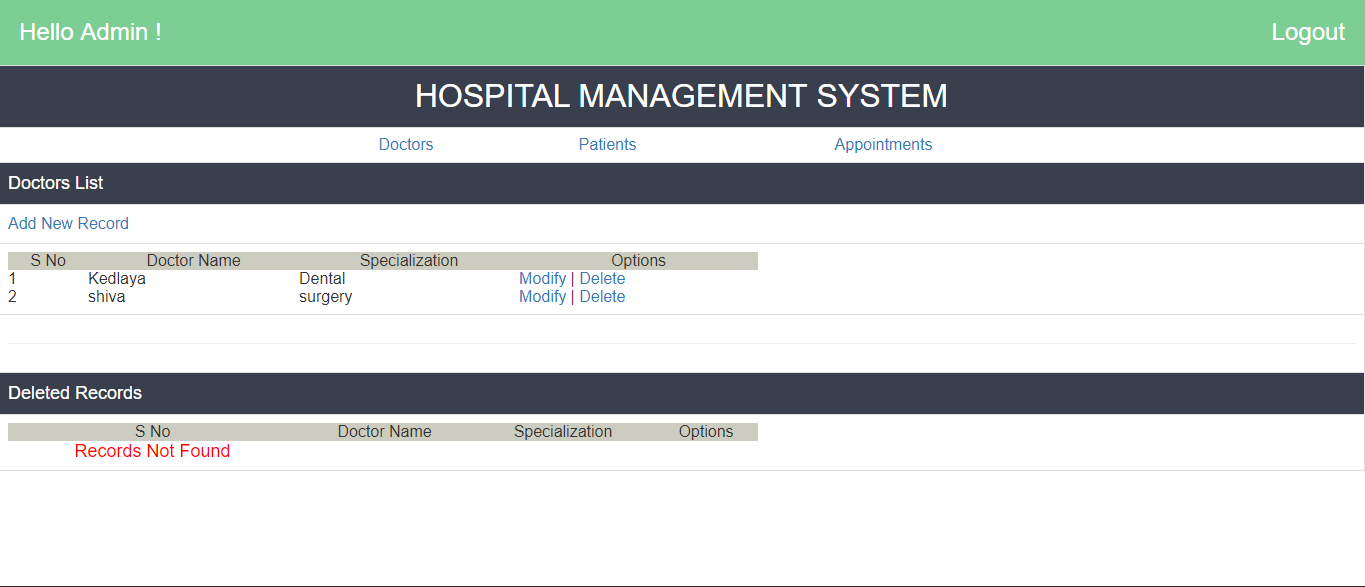 Hello Admin ! Logout
HOSPITAL MANAGEMENT SYSTEM
Doctors Patients Appointments
Doctors List
Add New Record
S No Doctor Name Specialization Options
1 Kedlaya Dental Modify | Delete
2 shiva surgery Modify | Delete
Deleted Records
S No Doctor Name Specialization Options
Records Not Found